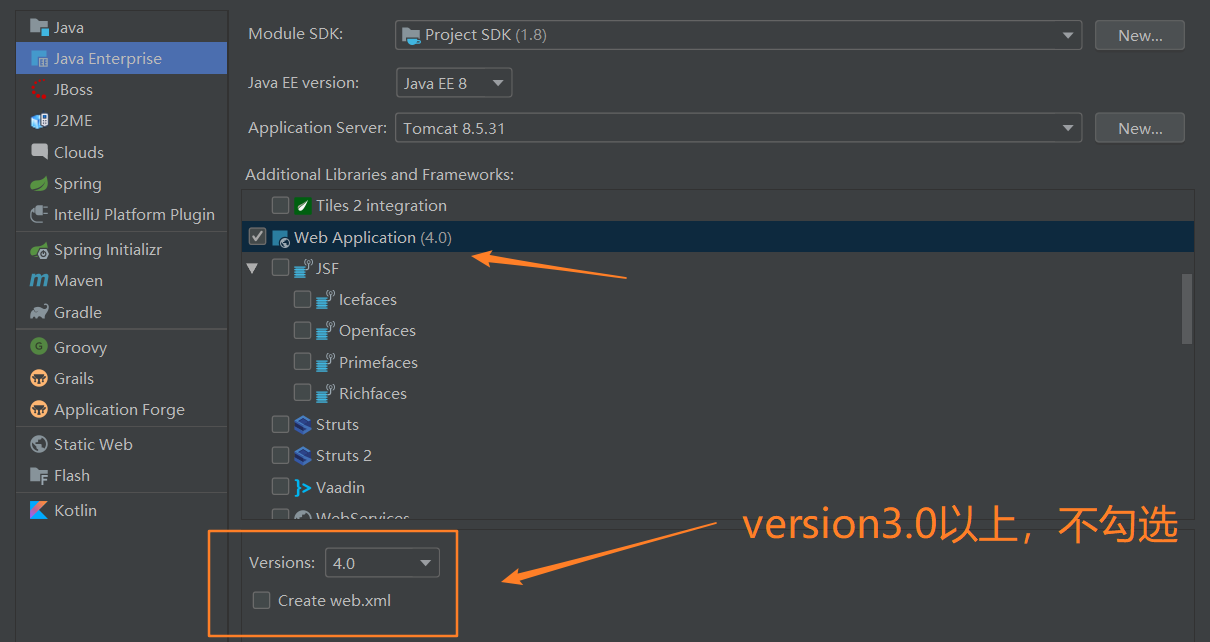 Java
Java Enterprise
JBoss
J2ME
Clouds
Spring
IntelliJ Platform Plugin
Spring Initializr
Maven
Gradle
Groovy
Grails
Application Forge
Static Web
Flash
Kotlin
Module SDK: Project SDK (1.8) New...
Java EE version: Java EE 8
Application Server: Tomcat 8.5.31 New...
Additional Libraries and Frameworks:
Tiles 2 integration
Web Application (4.0)
JSF
Icefaces
Openfaces
Primefaces
Richfaces
Struts
Struts 2
Vaadin
WebServices
version3.0以上，不勾选
Versions: 4.0
Create web.xml